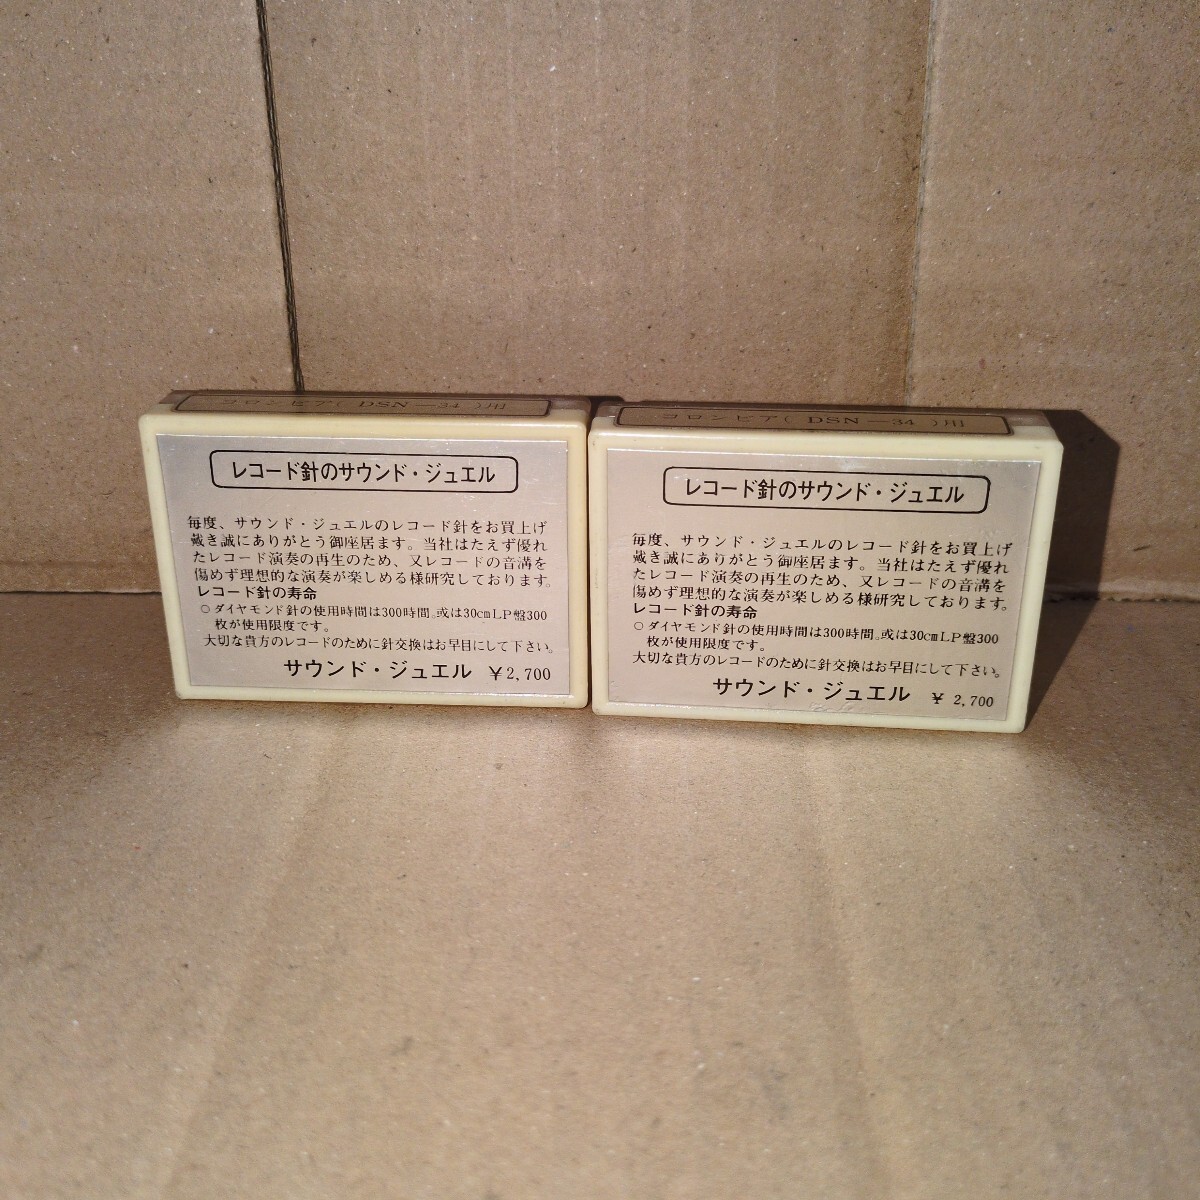 コロンビア( DSN — 34 )用
レコード針のサウンド・ジュエル
毎度、サウンド・ジュエルのレコード針をお買上げ
戴き誠にありがとう御座居ます。当社はたえず優れ
たレコード演奏の再生のため、又レコードの音溝を
傷めず理想的な演奏が楽しめる様研究しております。
レコード針の寿命
○ダイヤモンド針の使用時間は300時間。或は30cmLP盤300
枚が使用限度です。
大切な貴方のレコードのために針交換はお早目にして下さい。
サウンド・ジュエル ￥2,700
コロンビア( DSN — 34 )用
レコード針のサウンド・ジュエル
毎度、サウンド・ジュエルのレコード針をお買上げ
戴き誠にありがとう御座居ます。当社はたえず優れ
たレコード演奏の再生のため、又レコードの音溝を
傷めず理想的な演奏が楽しめる様研究しております。
レコード針の寿命
○ダイヤモンド針の使用時間は300時間。或は30cmLP盤300
枚が使用限度です。
大切な貴方のレコードのために針交換はお早目にして下さい。
サウンド・ジュエル ￥2,700